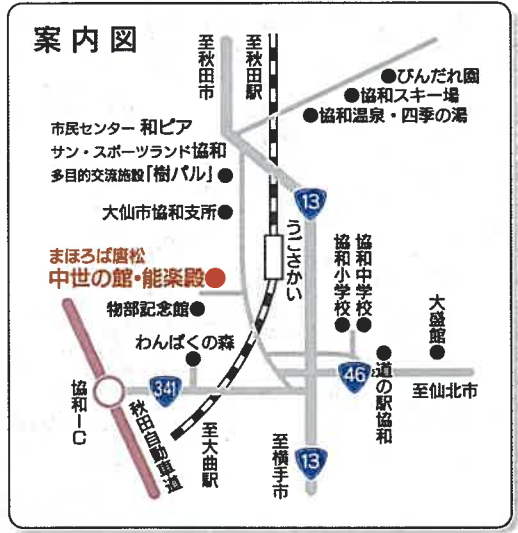 案内図
至秋田市
至秋田駅
びんだれ園
協和スキー場
協和温泉・四季の湯
市民センター 和ピア
サン・スポーツランド協和
多目的交流施設「樹パル」
大仙市協和支所
13
うごさかい
まほろば唐松
中世の館・能楽殿
物部記念館
わんぱくの森
協和小学校
協和中学校
大盛館
341
46
道の駅協和
至仙北市
協和IC
秋田自動車道
至大曲駅
至横手市
13